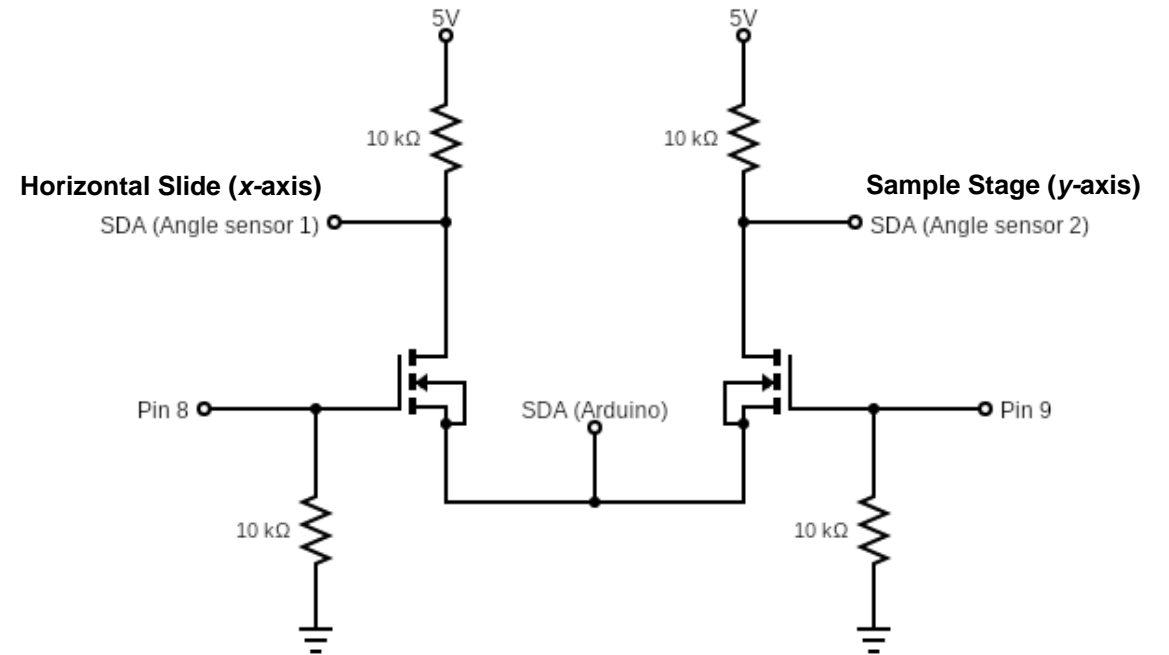 5V
5V
10 kΩ
10 kΩ
Horizontal Slide (x-axis)
Sample Stage (y-axis)
SDA (Angle sensor 1)
SDA (Angle sensor 2)
Pin 8
SDA (Arduino)
Pin 9
10 kΩ
10 kΩ